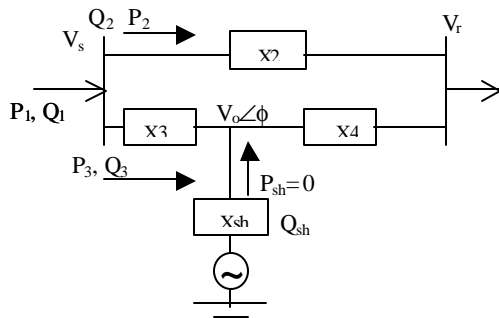 Q₂ P₂
Vₛ
Vᵣ
X2
P₁, Q₁
X3
Vₒ∠ϕ
X4
P₃, Q₃
Pₛₕ=0
Xsh
Qₛₕ
~